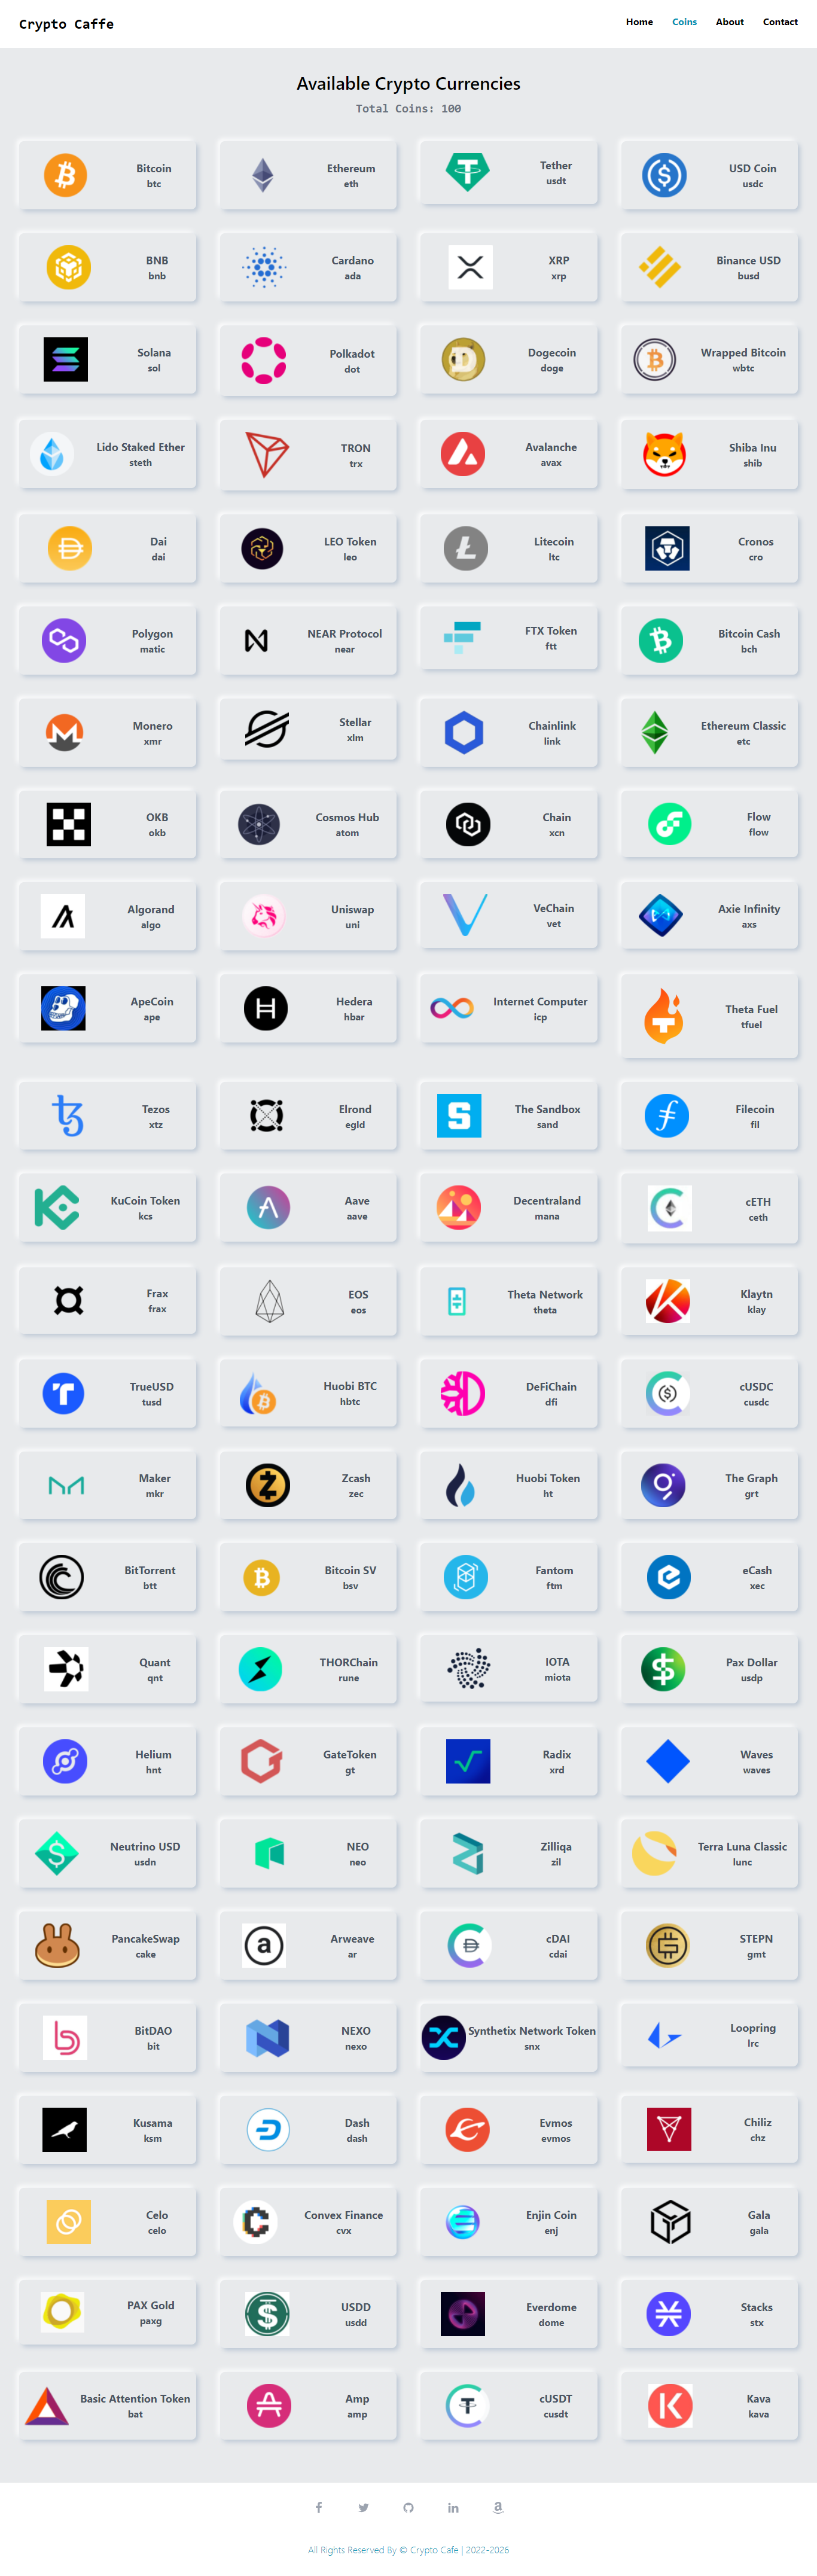 Crypto Caffe
Home Coins About Contact
Available Crypto Currencies
Total Coins: 100
Bitcoin
btc
Ethereum
eth
Tether
usdt
USD Coin
usdc
BNB
bnb
Cardano
ada
XRP
xrp
Binance USD
busd
Solana
sol
Polkadot
dot
Dogecoin
doge
Wrapped Bitcoin
wbtc
Lido Staked Ether
steth
TRON
trx
Avalanche
avax
Shiba Inu
shib
Dai
dai
LEO Token
leo
Litecoin
ltc
Cronos
cro
Polygon
matic
NEAR Protocol
near
FTX Token
ftt
Bitcoin Cash
bch
Monero
xmr
Stellar
xlm
Chainlink
link
Ethereum Classic
etc
OKB
okb
Cosmos Hub
atom
Chain
xcn
Flow
flow
Algorand
algo
Uniswap
uni
VeChain
vet
Axie Infinity
axs
ApeCoin
ape
Hedera
hbar
Internet Computer
icp
Theta Fuel
tfuel
Tezos
xtz
Elrond
egld
The Sandbox
sand
Filecoin
fil
KuCoin Token
kcs
Aave
aave
Decentraland
mana
cETH
ceth
Frax
frax
EOS
eos
Theta Network
theta
Klaytn
klay
TrueUSD
tusd
Huobi BTC
hbtc
DeFiChain
dfi
cUSDC
cusdc
Maker
mkr
Zcash
zec
Huobi Token
ht
The Graph
grt
BitTorrent
btt
Bitcoin SV
bsv
Fantom
ftm
eCash
xec
Quant
qnt
THORChain
rune
IOTA
miota
Pax Dollar
usdp
Helium
hnt
GateToken
gt
Radix
xrd
Waves
waves
Neutrino USD
usdn
NEO
neo
Zilliqa
zil
Terra Luna Classic
lunc
PancakeSwap
cake
Arweave
ar
cDAI
cdai
STEPN
gmt
BitDAO
bit
NEXO
nexo
Synthetix Network Token
snx
Loopring
lrc
Kusama
ksm
Dash
dash
Evmos
evmos
Chiliz
chz
Celo
celo
Convex Finance
cvx
Enjin Coin
enj
Gala
gala
PAX Gold
paxg
USDD
usdd
Everdome
dome
Stacks
stx
Basic Attention Token
bat
Amp
amp
cUSDT
cusdt
Kava
kava
All Rights Reserved By © Crypto Cafe | 2022-2026